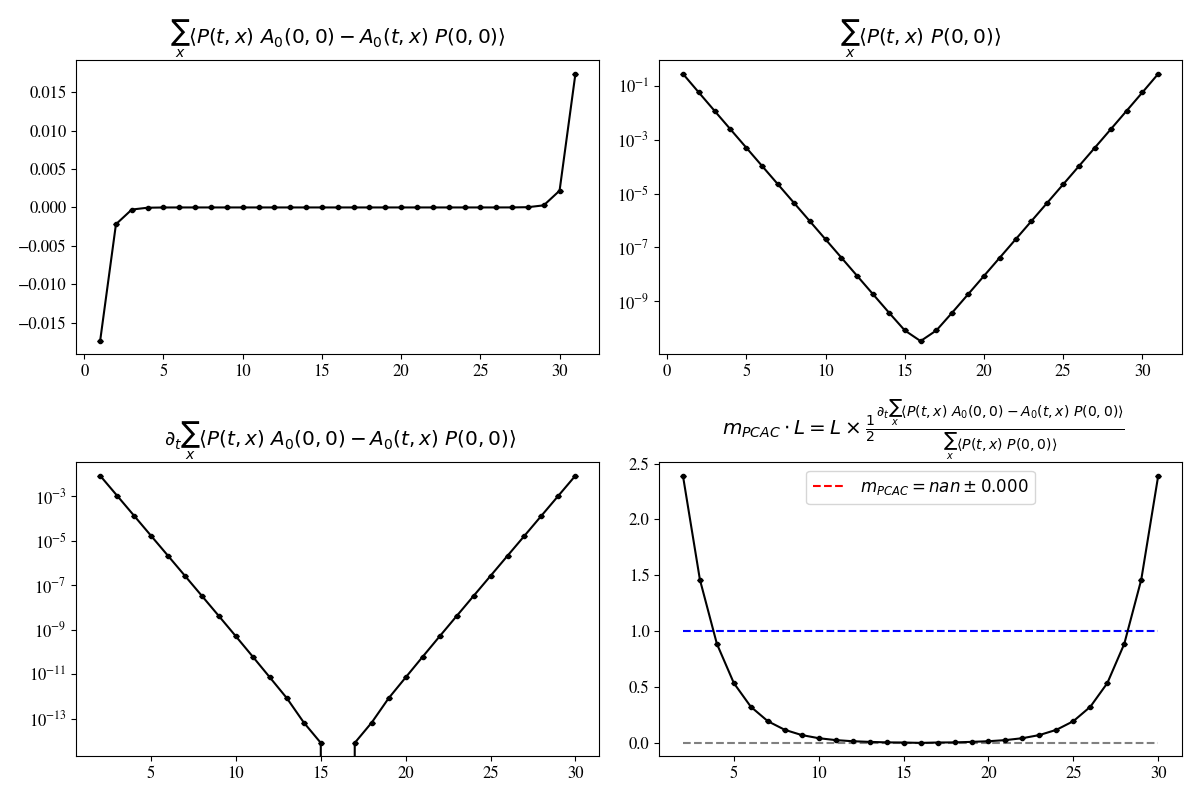 ∑ₓ⟨P(t, x) A₀(0, 0) − A₀(t, x) P(0, 0)⟩
0.015
0.010
0.005
0.000
−0.005
−0.010
−0.015
0 5 10 15 20 25 30
∑ₓ⟨P(t, x) P(0, 0)⟩
10⁻¹
10⁻³
10⁻⁵
10⁻⁷
10⁻⁹
0 5 10 15 20 25 30
∂ₜ∑ₓ⟨P(t, x) A₀(0, 0) − A₀(t, x) P(0, 0)⟩
10⁻³
10⁻⁵
10⁻⁷
10⁻⁹
10⁻¹¹
10⁻¹³
5 10 15 20 25 30
m_PCAC · L = L × 1/2 ∂ₜ∑ₓ⟨P(t, x) A₀(0, 0) − A₀(t, x) P(0, 0)⟩ / ∑ₓ⟨P(t, x) P(0, 0)⟩
m_PCAC = nan ± 0.000
2.5
2.0
1.5
1.0
0.5
0.0
5 10 15 20 25 30